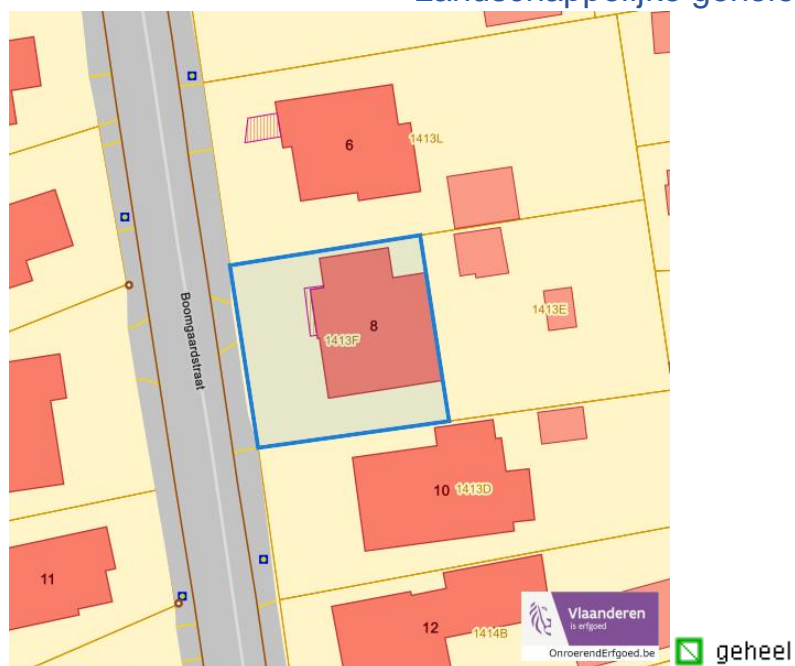 Landschappelijke gehele
6
1413L
Boomgaardstraat
8
1413F
1413E
10
1413D
11
12
1414B
Vlaanderen
is erfgoed
OnroerendErfgoed.be
geheel